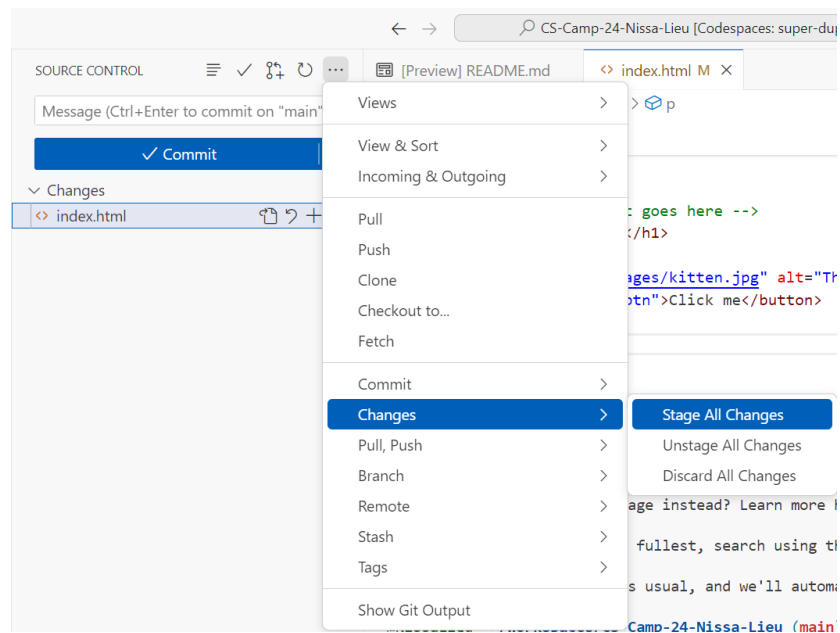 CS-Camp-24-Nissa-Lieu [Codespaces: super-dup
SOURCE CONTROL
[Preview] README.md
index.html M
Message (Ctrl+Enter to commit on "main"
Commit
Changes
index.html
Views
View & Sort
Incoming & Outgoing
Pull
Push
Clone
Checkout to...
Fetch
Commit
Changes
Pull, Push
Branch
Remote
Stash
Tags
Show Git Output
Stage All Changes
Unstage All Changes
Discard All Changes
> p
goes here -->
</h1>
ages/kitten.jpg" alt="Th
btn">Click me</button>
age instead? Learn more
fullest, search using th
s usual, and we'll automa
Camp-24-Nissa-Lieu (main